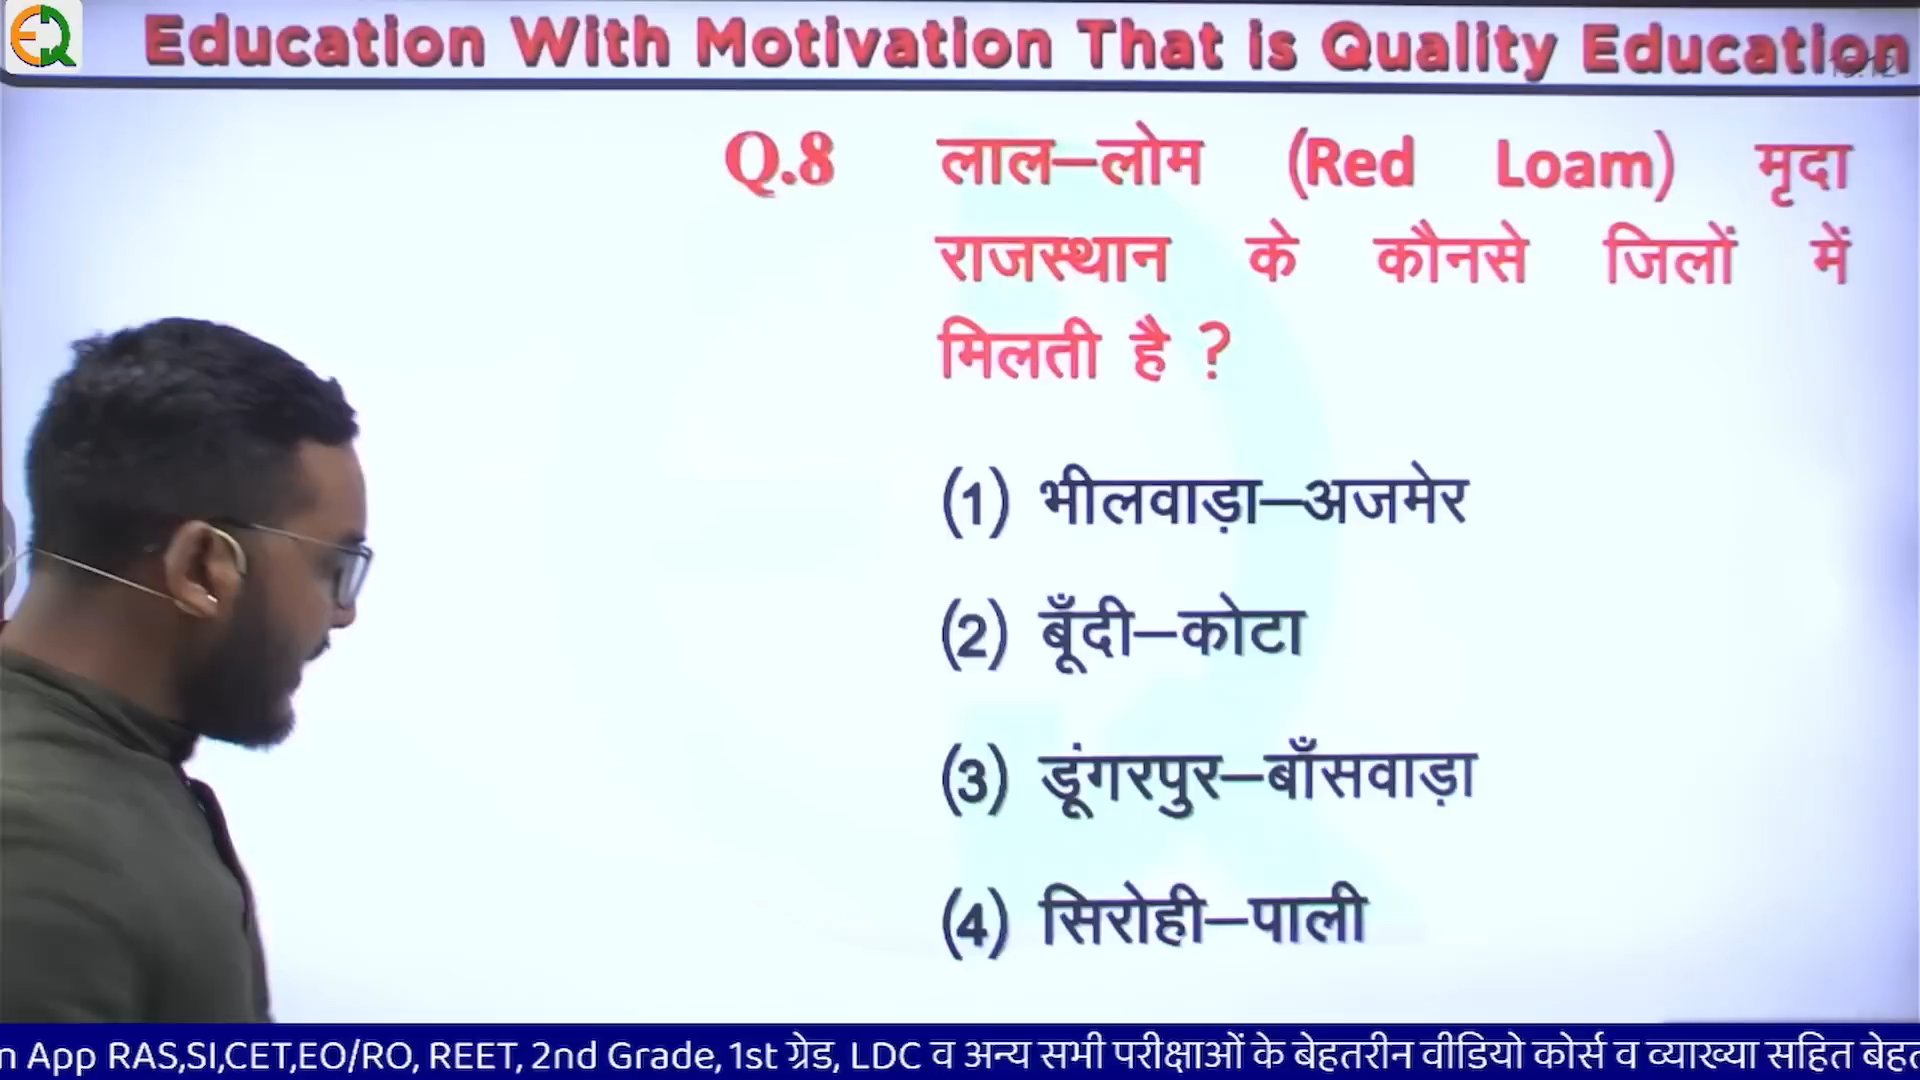 EQ
Education With Motivation That is Quality Education
Q.8 लाल–लोम (Red Loam) मृदा
राजस्थान के कौनसे जिलों में
मिलती है ?
(1) भीलवाड़ा–अजमेर
(2) बूँदी–कोटा
(3) डूंगरपुर–बाँसवाड़ा
(4) सिरोही–पाली
n App RAS,SI,CET,EO/RO, REET, 2nd Grade, 1st ग्रेड, LDC व अन्य सभी परीक्षाओं के बेहतरीन वीडियो कोर्स व व्याख्या सहित